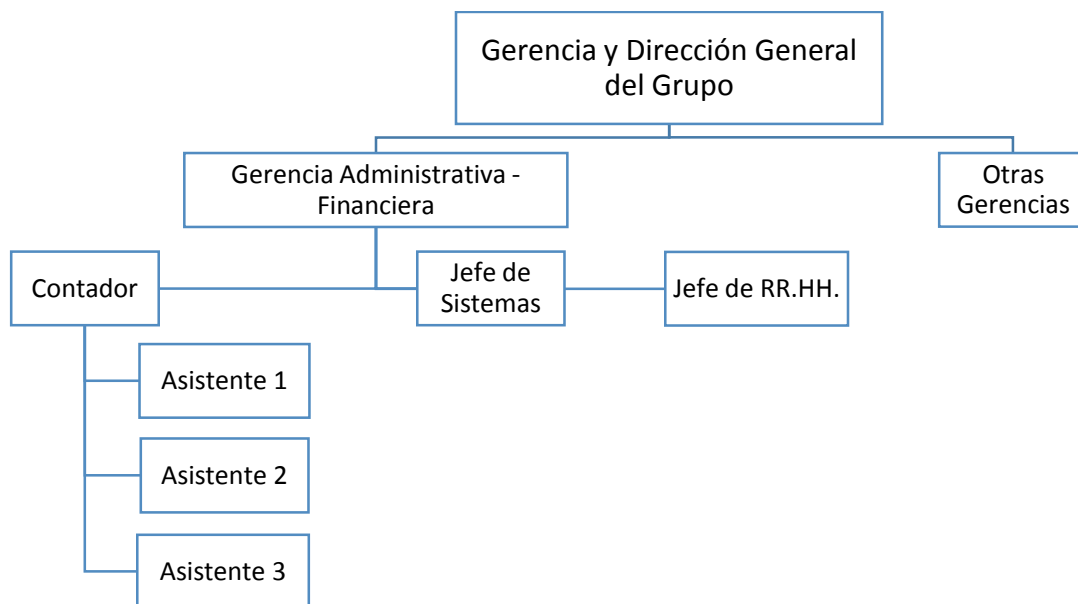 Gerencia y Dirección General
del Grupo
Gerencia Administrativa -
Financiera
Otras
Gerencias
Contador
Jefe de
Sistemas
Jefe de RR.HH.
Asistente 1
Asistente 2
Asistente 3